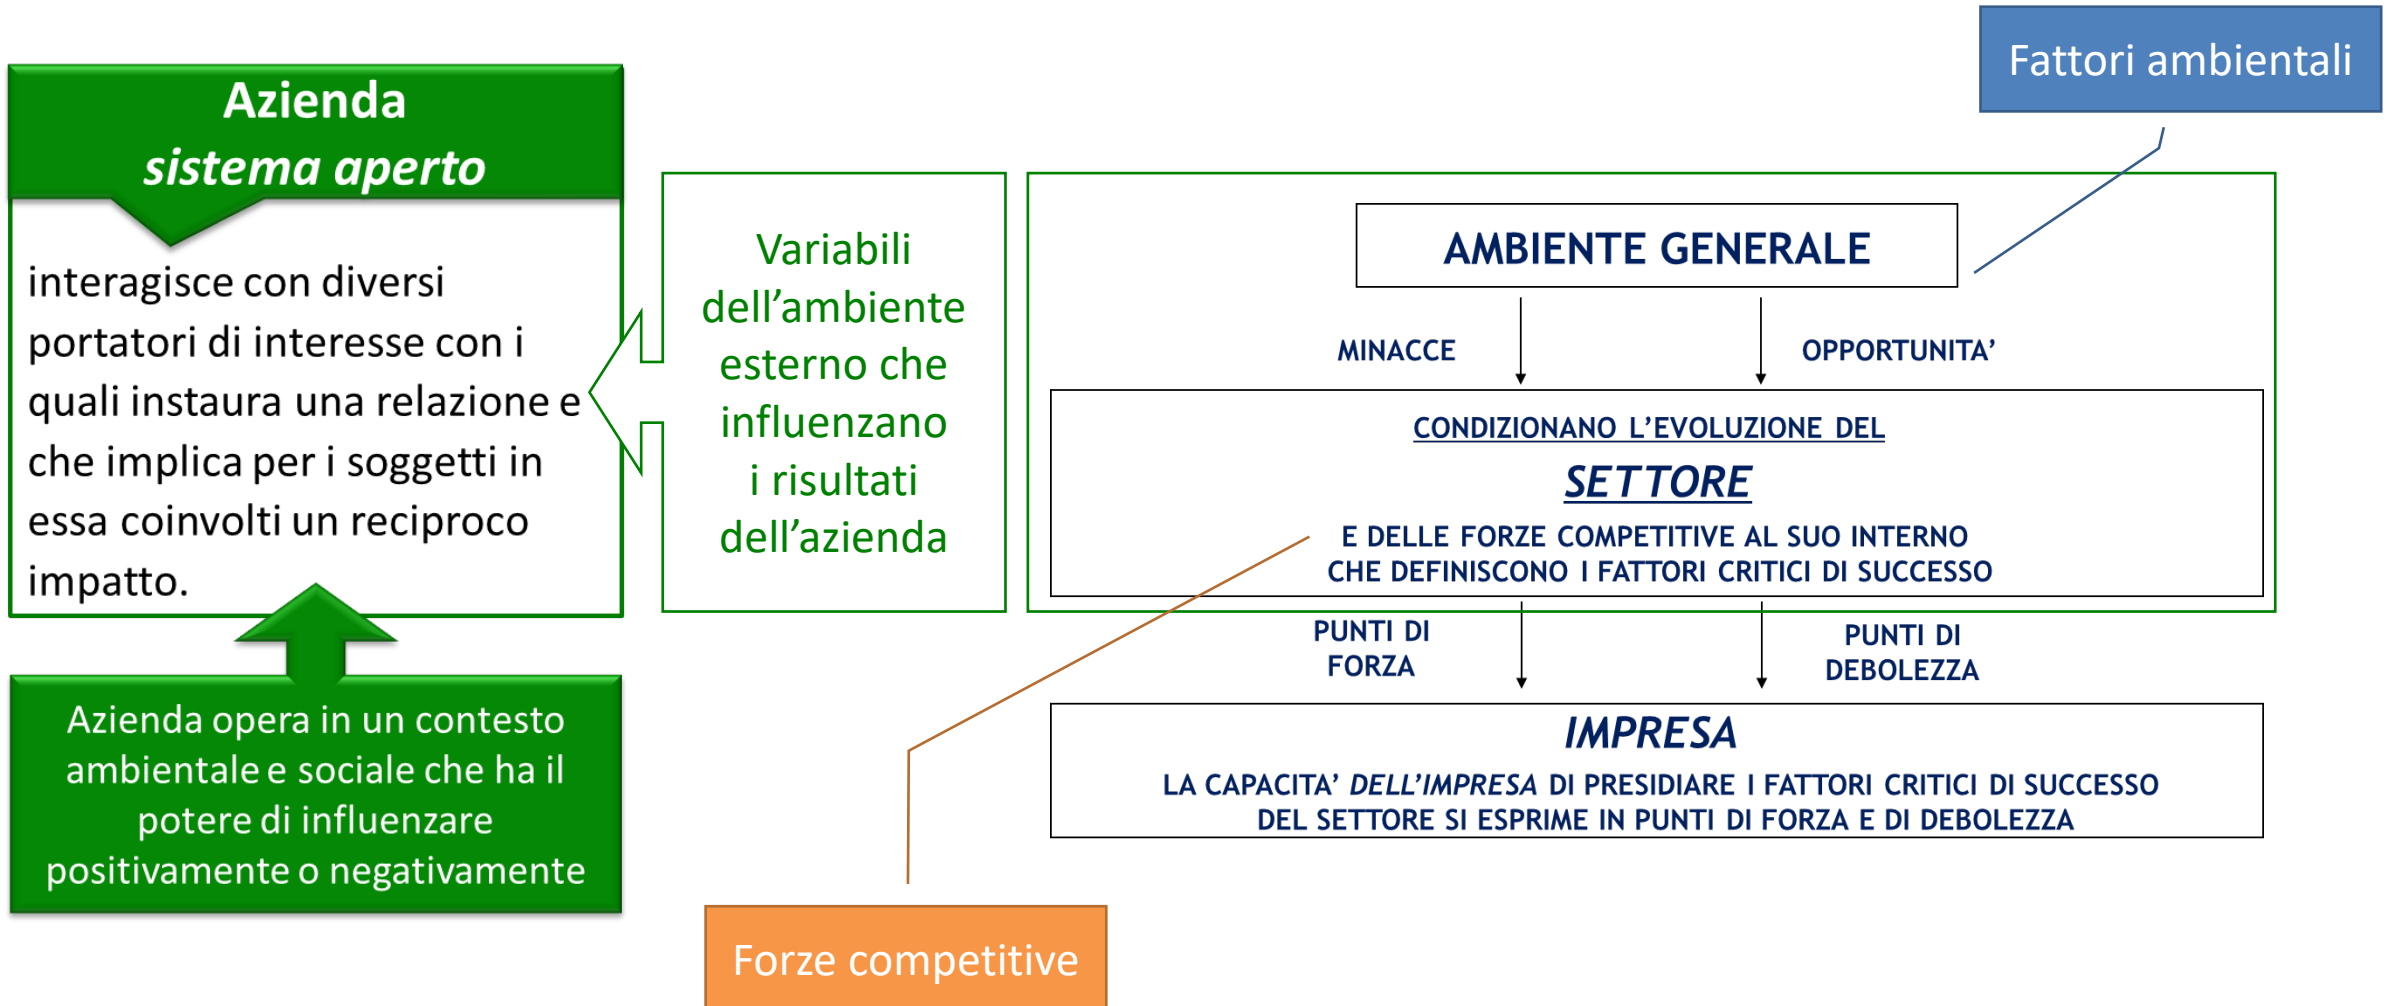 Fattori ambientali
Azienda
sistema aperto
interagisce con diversi
portatori di interesse con i
quali instaura una relazione e
che implica per i soggetti in
essa coinvolti un reciproco
impatto.
Azienda opera in un contesto
ambientale e sociale che ha il
potere di influenzare
positivamente o negativamente
Variabili
dell’ambiente
esterno che
influenzano
i risultati
dell’azienda
AMBIENTE GENERALE
MINACCE
OPPORTUNITA’
CONDIZIONANO L’EVOLUZIONE DEL
SETTORE
E DELLE FORZE COMPETITIVE AL SUO INTERNO
CHE DEFINISCONO I FATTORI CRITICI DI SUCCESSO
PUNTI DI
FORZA
PUNTI DI
DEBOLEZZA
IMPRESA
LA CAPACITA’ DELL’IMPRESA DI PRESIDIARE I FATTORI CRITICI DI SUCCESSO
DEL SETTORE SI ESPRIME IN PUNTI DI FORZA E DI DEBOLEZZA
Forze competitive